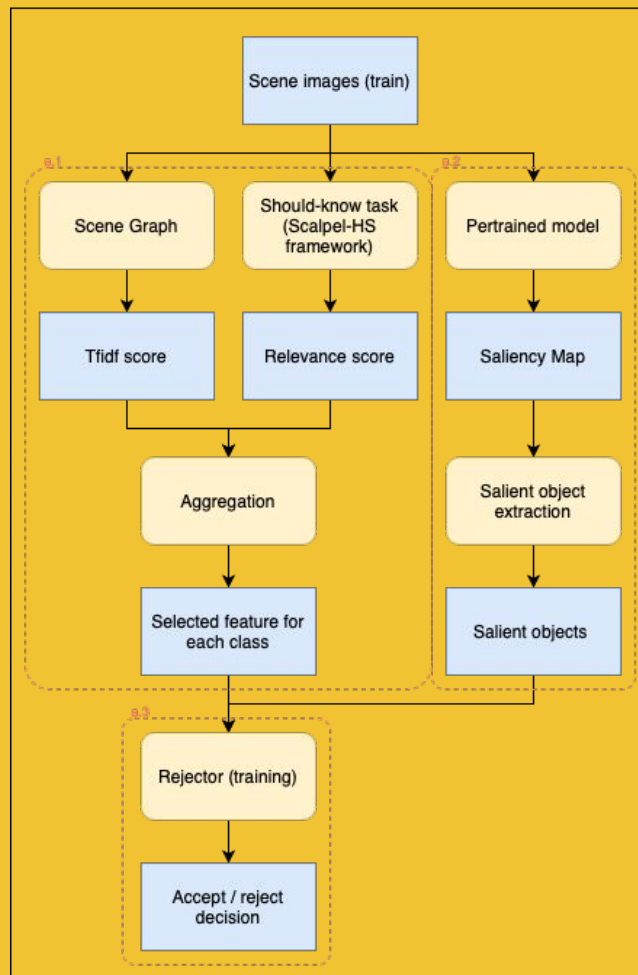 Scene images (train)
a.1
a.2
Scene Graph
Should-know task
(Scalpel-HS
framework)
Pertrained model
Tfidf score
Relevance score
Saliency Map
Aggregation
Salient object
extraction
Selected feature for
each class
Salient objects
a.3
Rejector (training)
Accept / reject
decision